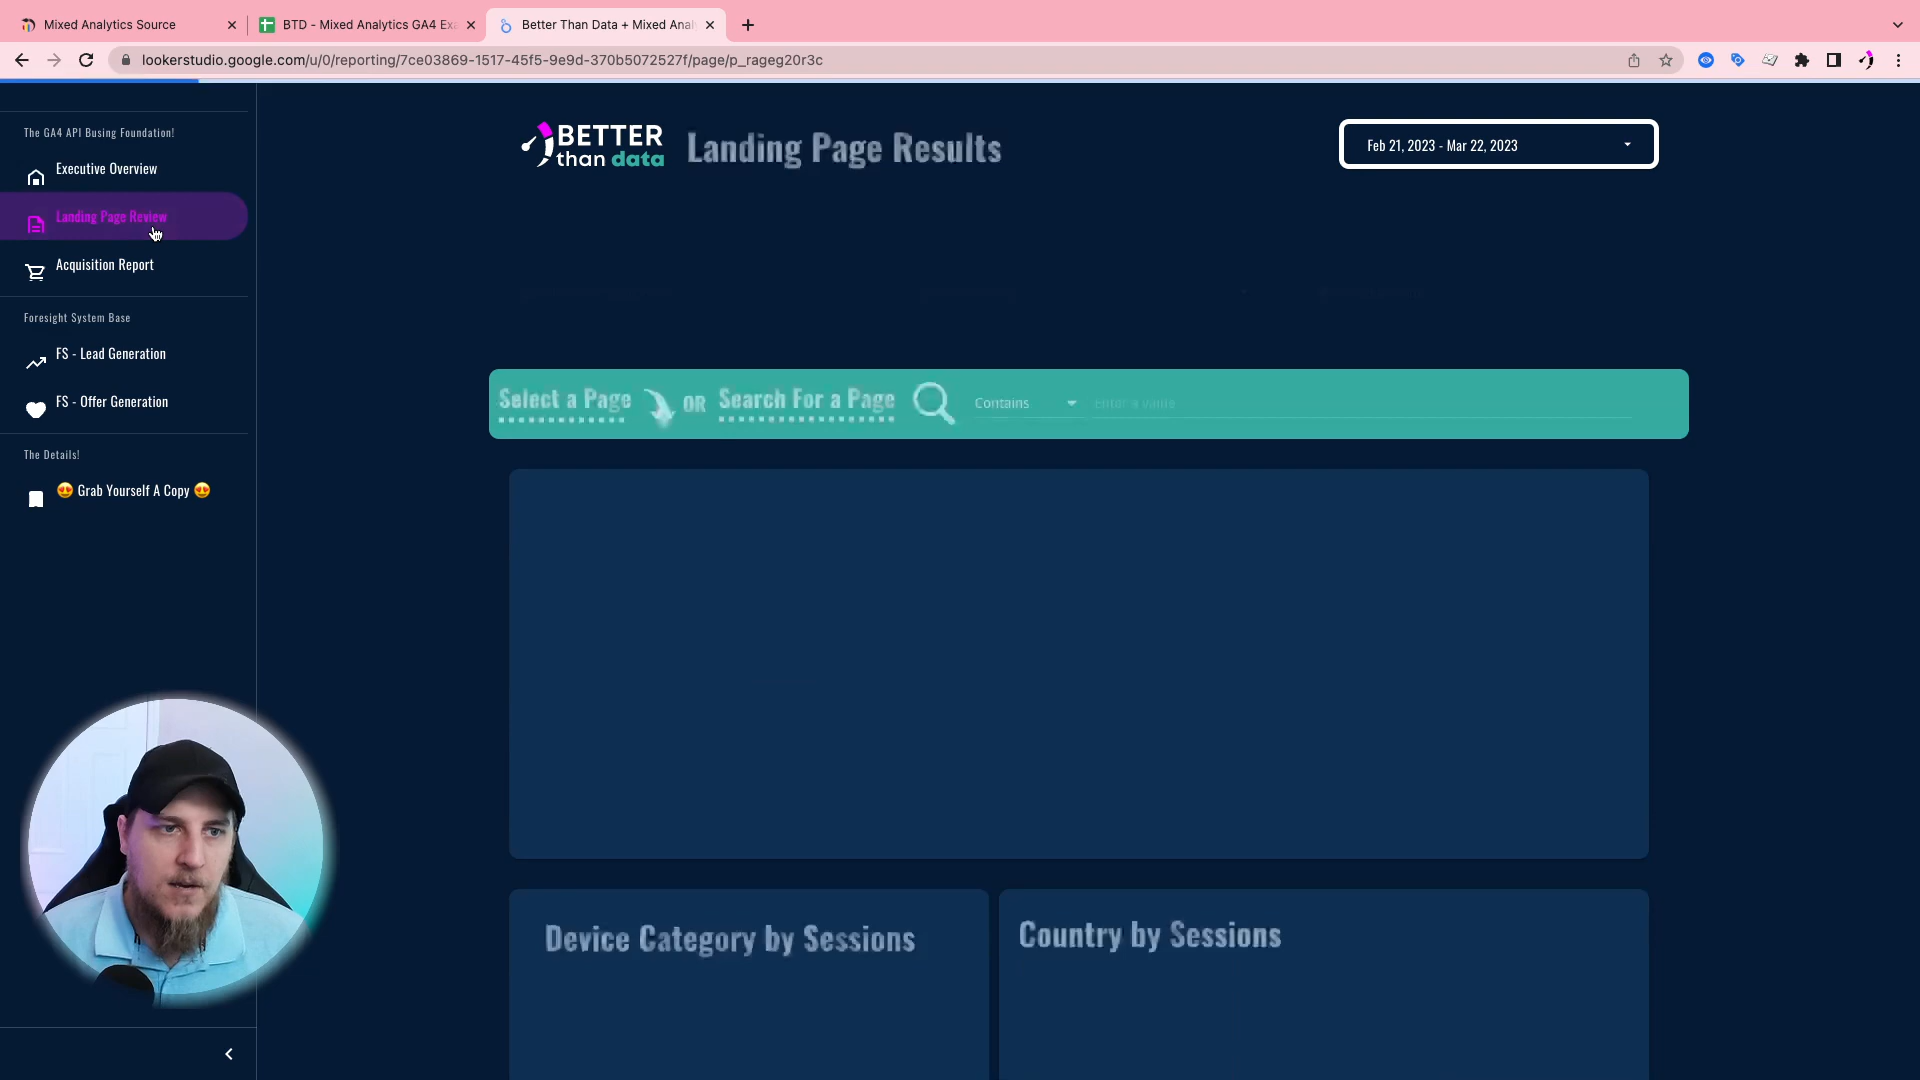 Mixed Analytics Source
BTD - Mixed Analytics GA4 Exa
Better Than Data + Mixed Anal
lookerstudio.google.com/u/0/reporting/7ce03869-1517-45f5-9e9d-370b5072527f/page/p_rageg20r3c
The GA4 API Busing Foundation!
Executive Overview
Landing Page Review
Acquisition Report
Foresight System Base
FS - Lead Generation
FS - Offer Generation
The Details!
😍 Grab Yourself A Copy 😍
BETTER
than data
Landing Page Results
Feb 21, 2023 - Mar 22, 2023
Select a Page OR Search For a Page Contains Enter a value
Device Category by Sessions
Country by Sessions